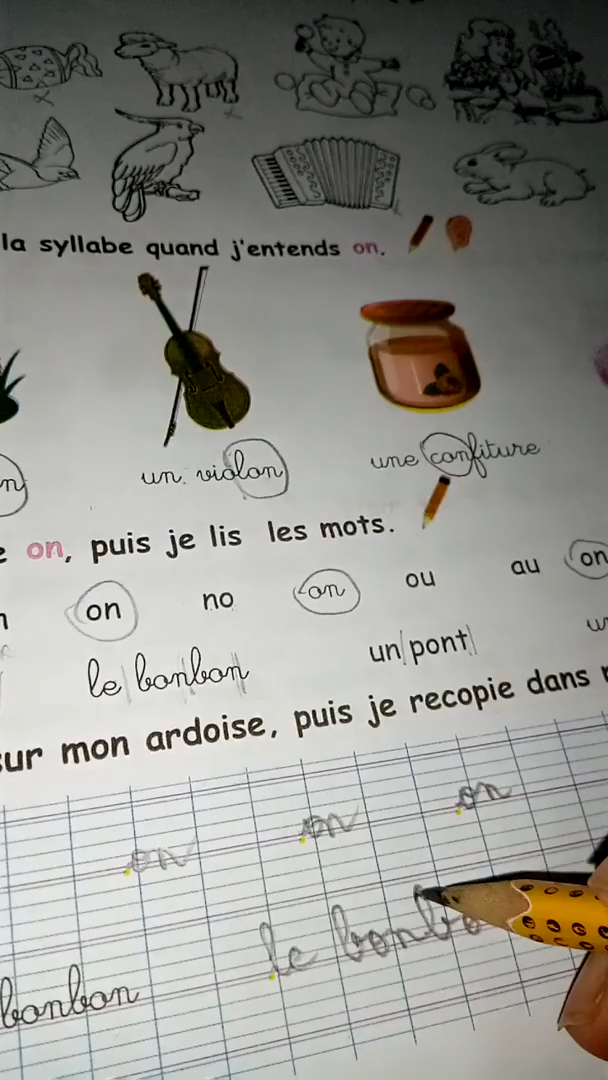 la syllabe quand j'entends on.
un violon une confiture
on, puis je lis les mots.
on no on ou au on
le bonbon un pont
sur mon ardoise, puis je recopie dans
on on on
bonbon le bonbo